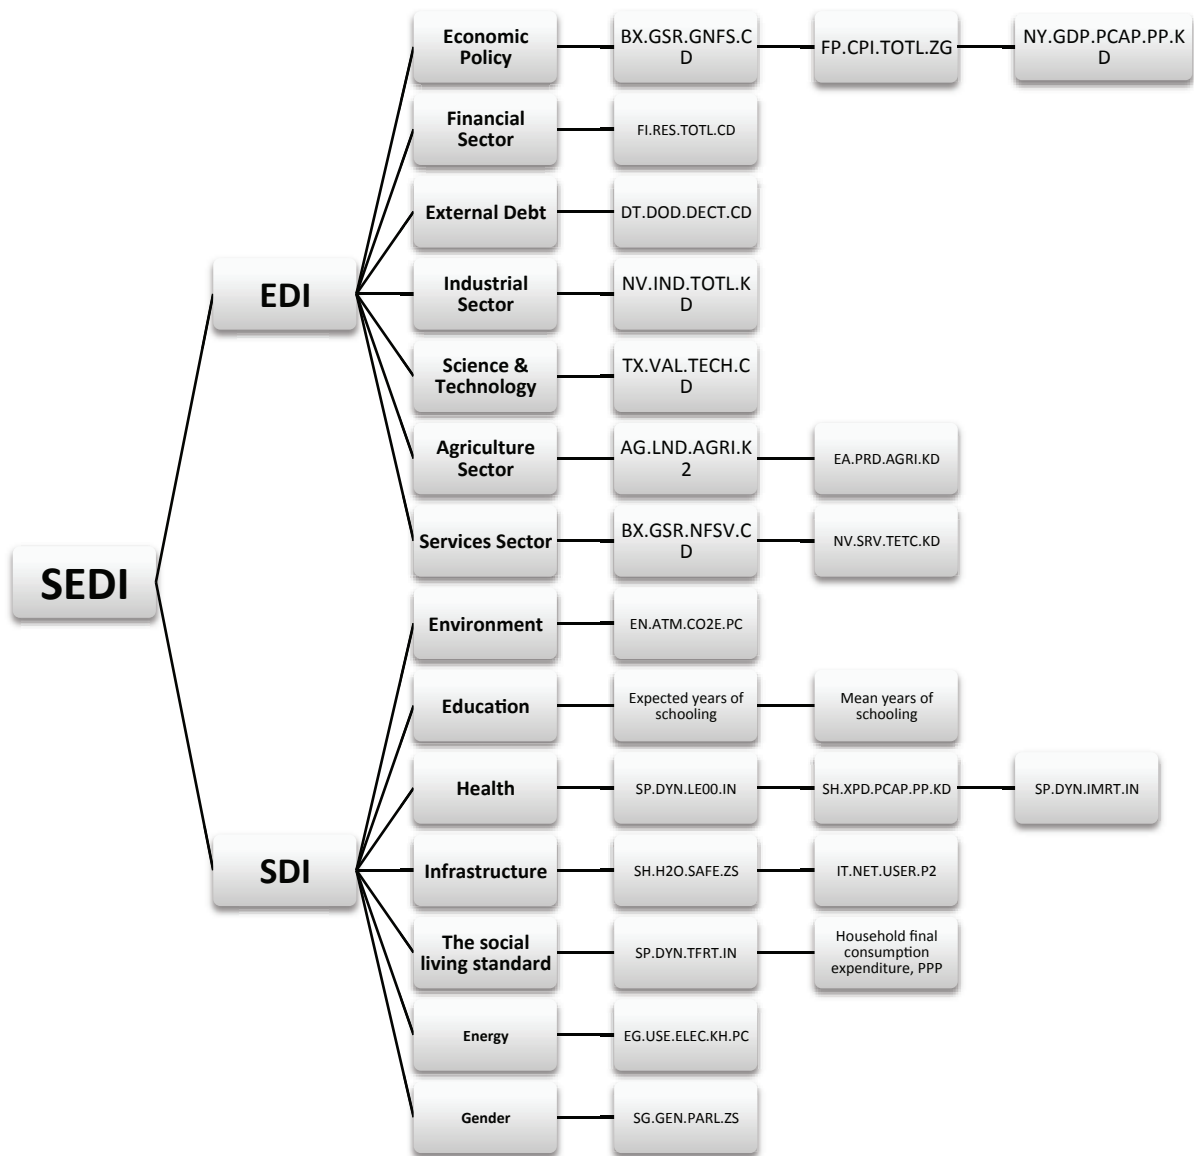 Economic
Policy
BX.GSR.GNFS.C
D
FP.CPI.TOTL.ZG
NY.GDP.PCAP.PP.K
D
Financial
Sector
FI.RES.TOTL.CD
External Debt
DT.DOD.DECT.CD
EDI
Industrial
Sector
NV.IND.TOTL.K
D
Science &
Technology
TX.VAL.TECH.C
D
Agriculture
Sector
AG.LND.AGRI.K
2
EA.PRD.AGRI.KD
Services Sector
BX.GSR.NFSV.C
D
NV.SRV.TETC.KD
SEDI
Environment
EN.ATM.CO2E.PC
Education
Expected years of
schooling
Mean years of
schooling
Health
SP.DYN.LE00.IN
SH.XPD.PCAP.PP.KD
SP.DYN.IMRT.IN
SDI
Infrastructure
SH.H2O.SAFE.ZS
IT.NET.USER.P2
The social
living standard
SP.DYN.TFRT.IN
Household final
consumption
expenditure, PPP
Energy
EG.USE.ELEC.KH.PC
Gender
SG.GEN.PARL.ZS